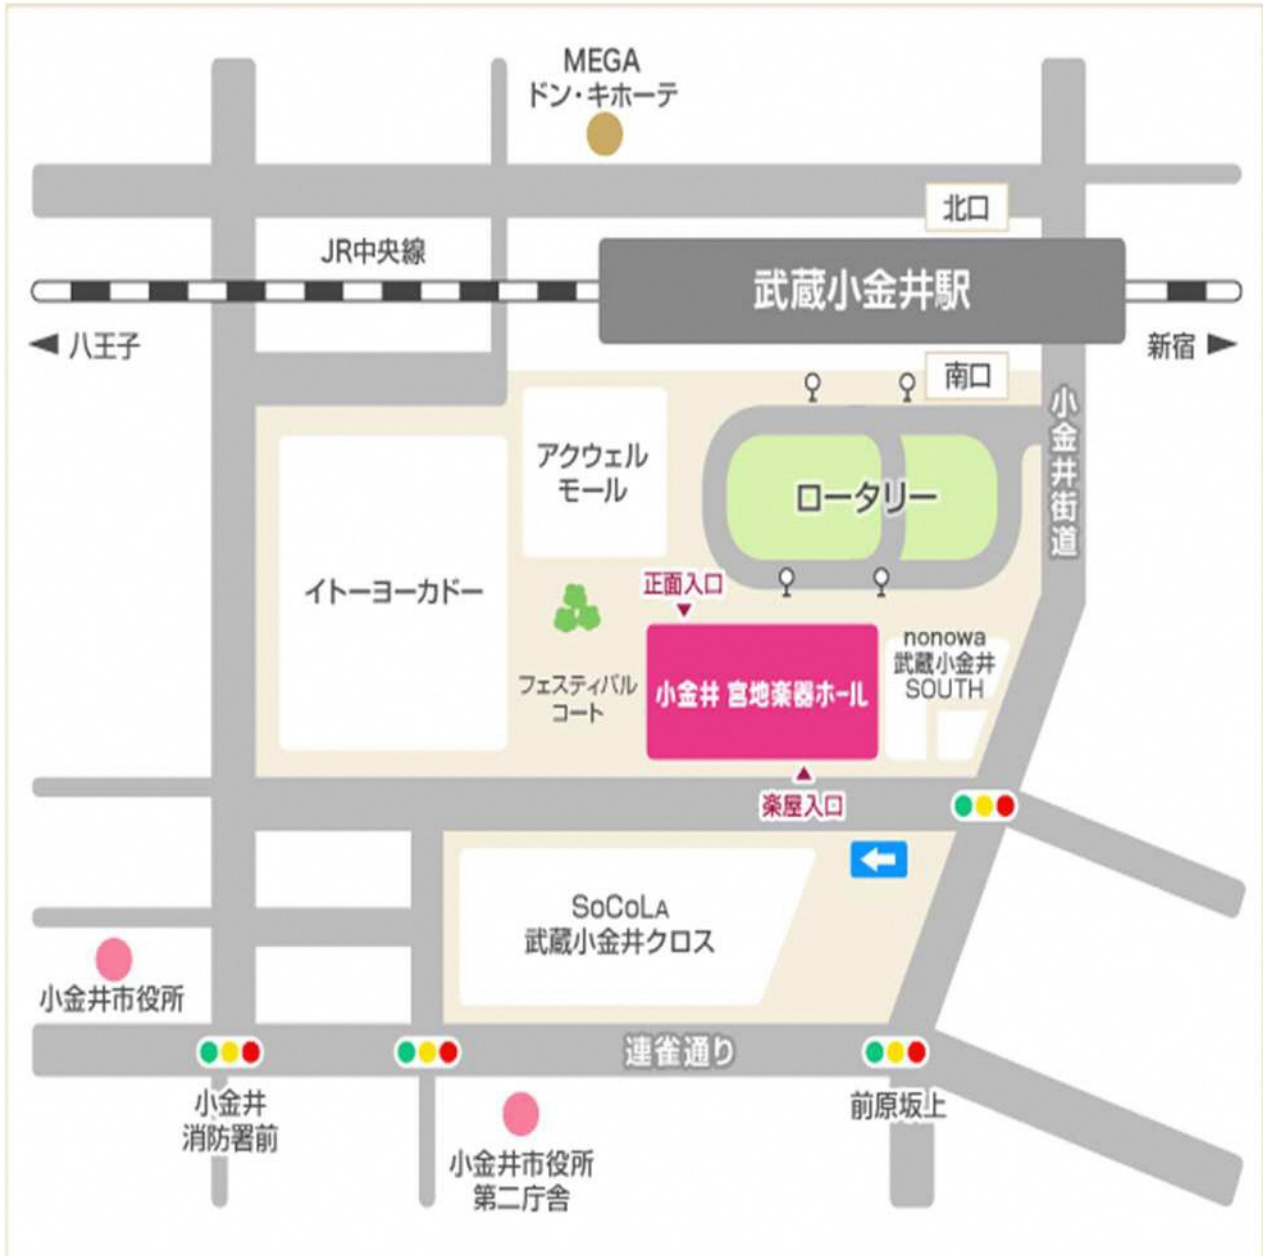 MEGA
ドン・キホーテ
北口
JR中央線
武蔵小金井駅
八王子
新宿
南口
小金井街道
アクウェル
モール
ロータリー
イトーヨーカドー
正面入口
nonowa
武蔵小金井
SOUTH
フェスティバル
コート
小金井 宮地楽器ホール
楽屋入口
SoCoLA
武蔵小金井クロス
小金井市役所
連雀通り
小金井
消防署前
前原坂上
小金井市役所
第二庁舎